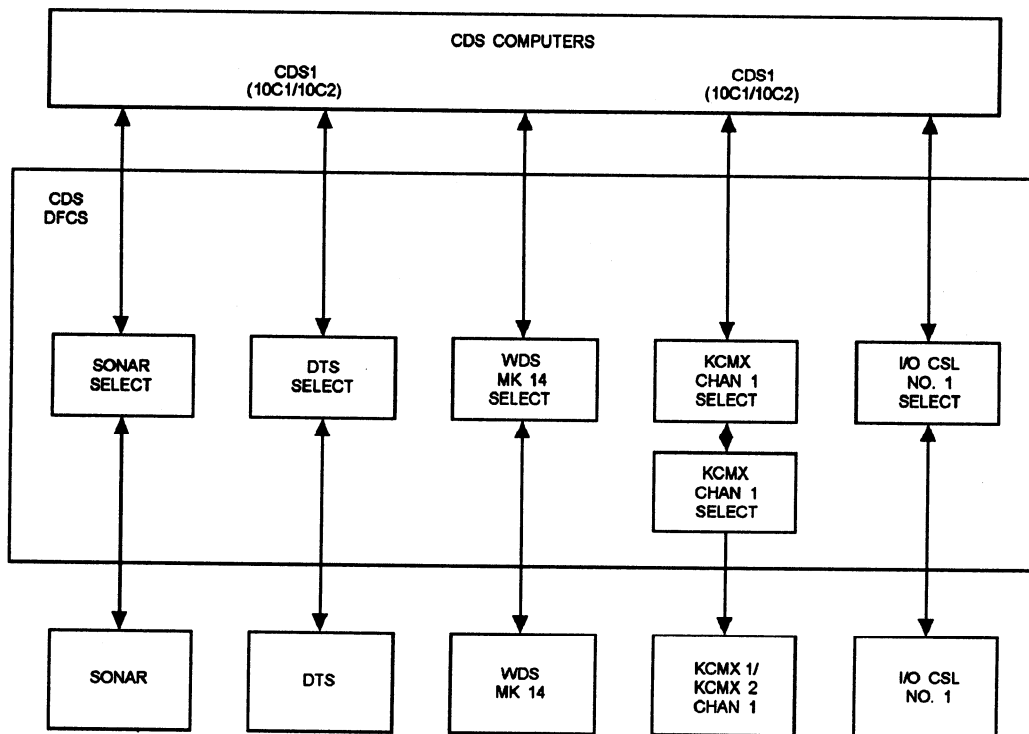 CDS COMPUTERS
CDS1
(10C1/10C2)
CDS1
(10C1/10C2)
CDS
DFCS
SONAR
SELECT
DTS
SELECT
WDS
MK 14
SELECT
KCMX
CHAN 1
SELECT
I/O CSL
NO. 1
SELECT
KCMX
CHAN 1
SELECT
SONAR
DTS
WDS
MK 14
KCMX 1/
KCMX 2
CHAN 1
I/O CSL
NO. 1